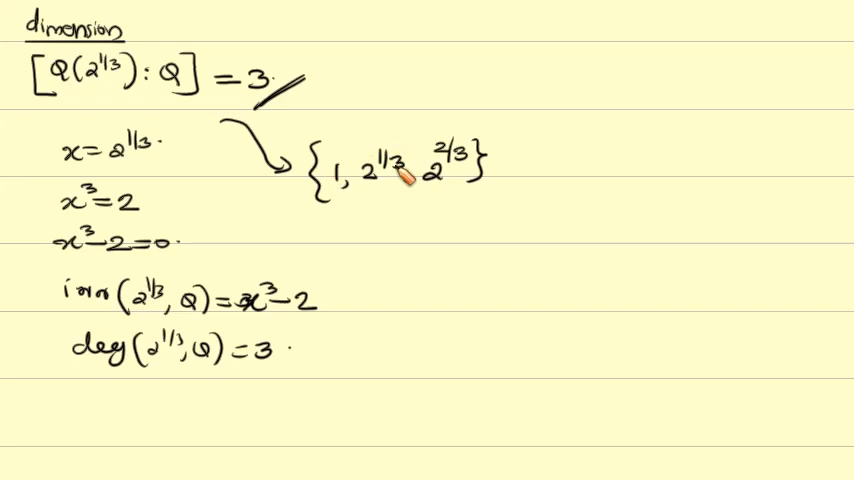 dimension
[Q(2^1/3) : Q] = 3.
x = 2^1/3.
{1, 2^1/3 2^2/3}
x^3 = 2
x^3 - 2 = 0.
irr(2^1/3, Q) = x^3 - 2
deg(2^1/3, Q) = 3.